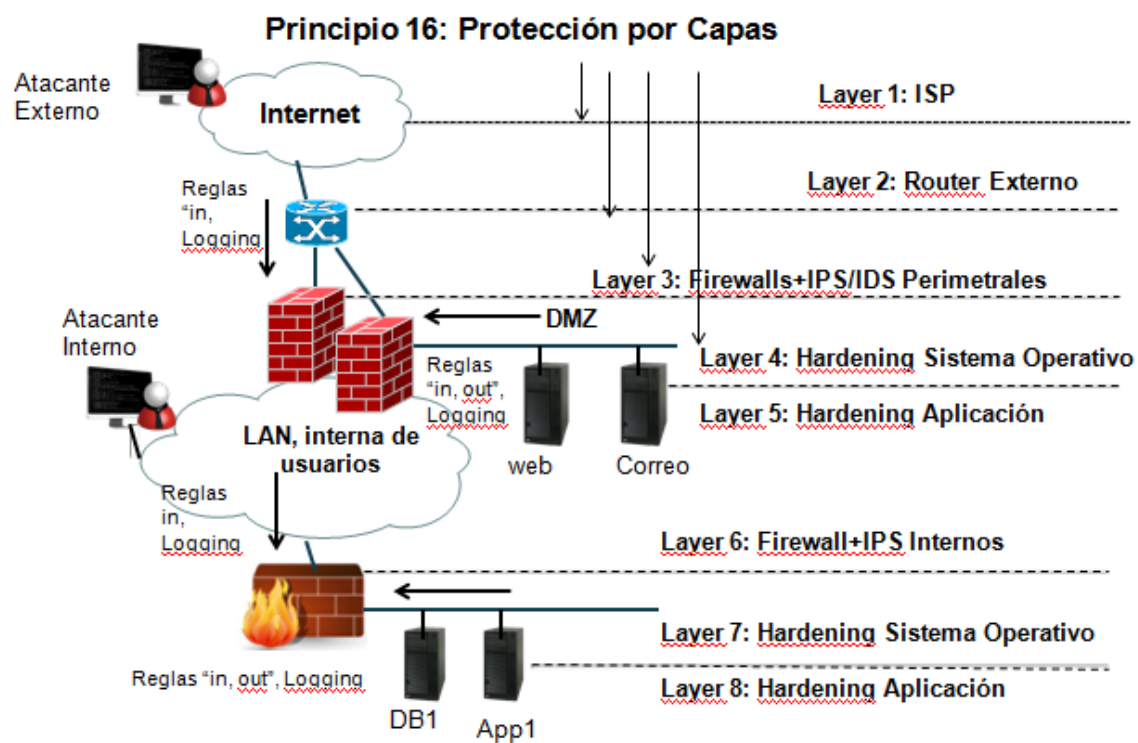 Principio 16: Protección por Capas
Atacante
Externo
Internet
Layer 1: ISP
Layer 2: Router Externo
Reglas
“in,
Logging
Layer 3: Firewalls+IPS/IDS Perimetrales
DMZ
Atacante
Interno
Reglas
“in, out”,
Logging
Layer 4: Hardening Sistema Operativo
Layer 5: Hardening Aplicación
LAN, interna de
usuarios
web
Correo
Reglas
in,
Logging
Layer 6: Firewall+IPS Internos
Layer 7: Hardening Sistema Operativo
Reglas “in, out”, Logging
Layer 8: Hardening Aplicación
DB1
App1